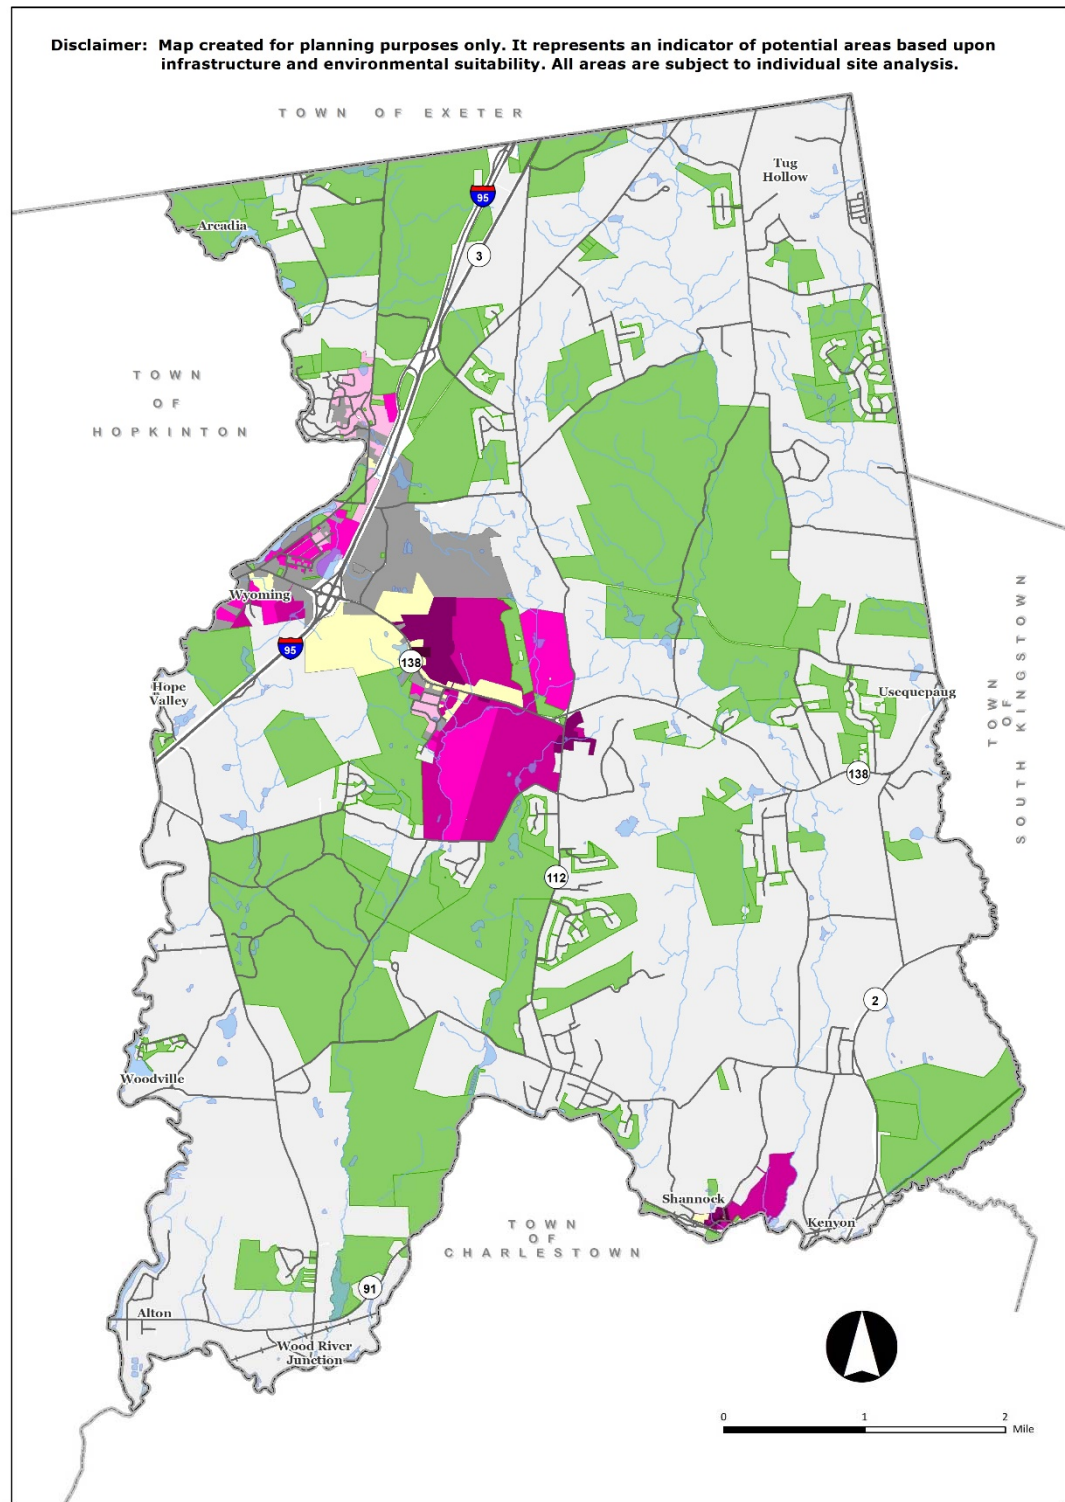 Disclaimer: Map created for planning purposes only. It represents an indicator of potential areas based upon
infrastructure and environmental suitability. All areas are subject to individual site analysis.
TOWN OF EXETER
Tug
Hollow
95
Arcadia
3
TOWN
OF
HOPKINTON
Wyoming
95
138
Hope
Valley
Usequepaug
TOWN
OF
SOUTH KINGSTOWN
138
112
2
Woodville
Shannock
Kenyon
TOWN
OF
CHARLESTOWN
91
Alton
Wood River
Junction
0 1 2
Mile